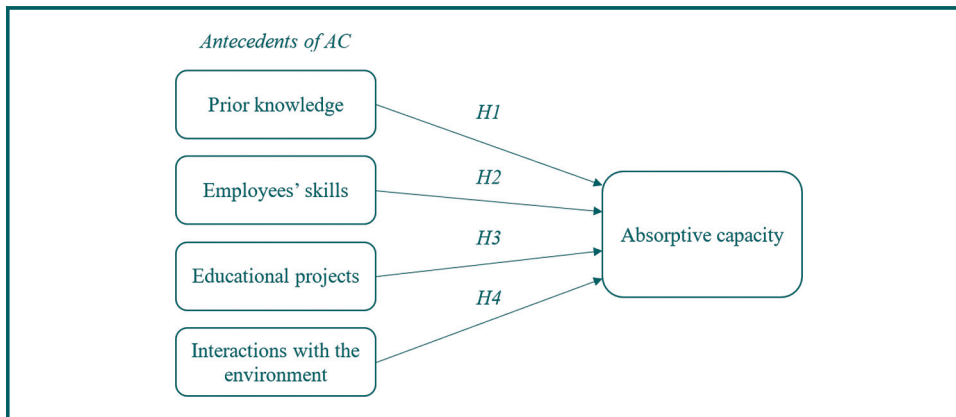 Antecedents of AC
Prior knowledge
H1
Employees’ skills
H2
Absorptive capacity
H3
Educational projects
H4
Interactions with the
environment